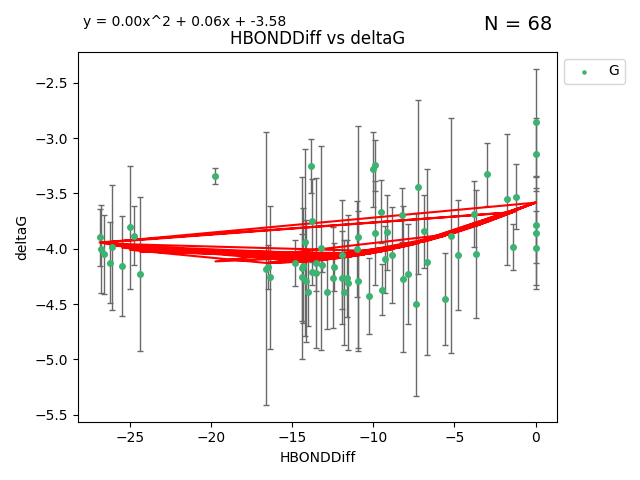 y = 0.00x^2 + 0.06x + -3.58
N = 68
HBONDDiff vs deltaG
G
deltaG
−2.5
−3.0
−3.5
−4.0
−4.5
−5.0
−5.5
−25
−20
−15
−10
−5
0
HBONDDiff